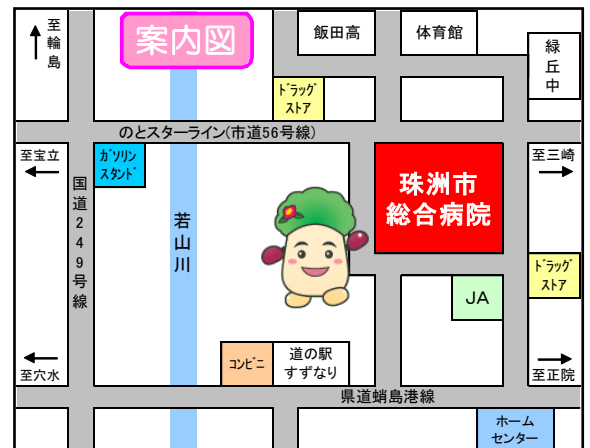 至輪島
案内図
飯田高
体育館
緑丘中
ﾄﾞﾗｯｸﾞ
ｽﾄｱ
のとスターライン(市道56号線)
至宝立
ｶﾞｿﾘﾝ
ｽﾀﾝﾄﾞ
至三崎
珠洲市
総合病院
国道249号線
若山川
ﾄﾞﾗｯｸﾞ
ｽﾄｱ
JA
ｺﾝﾋﾞﾆ
道の駅
すずなり
至穴水
至正院
県道蛸島港線
ホーム
センター